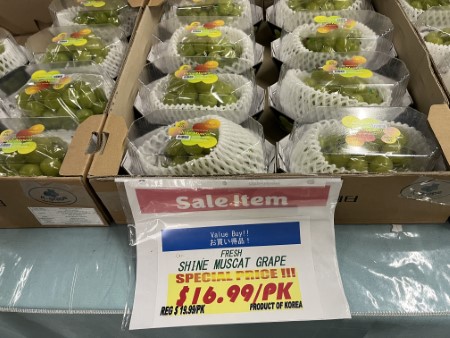 Sale Item
Value Buy!!
お買い得品!
FRESH
SHINE MUSCAT GRAPE
SPECIAL PRICE !!!
$16.99/PK
REG $ 19.99/PK
PRODUCT OF KOREA